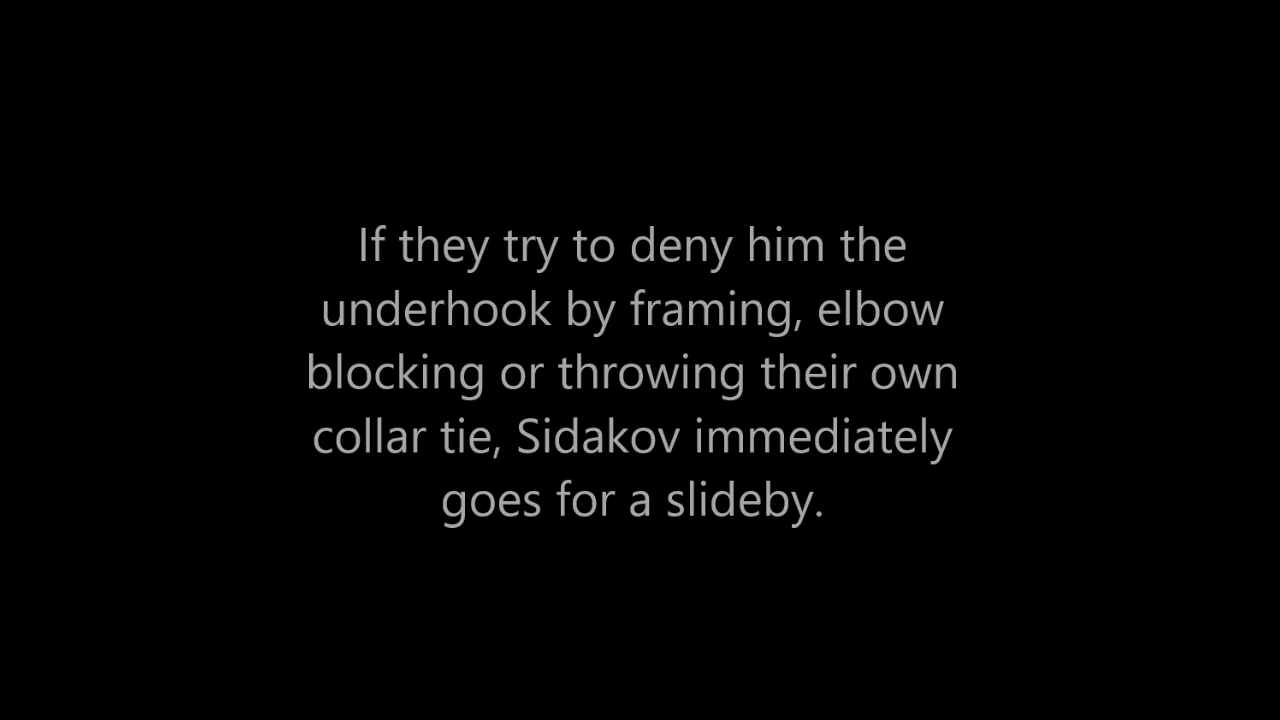 If they try to deny him the
underhook by framing, elbow
blocking or throwing their own
collar tie, Sidakov immediately
goes for a slideby.